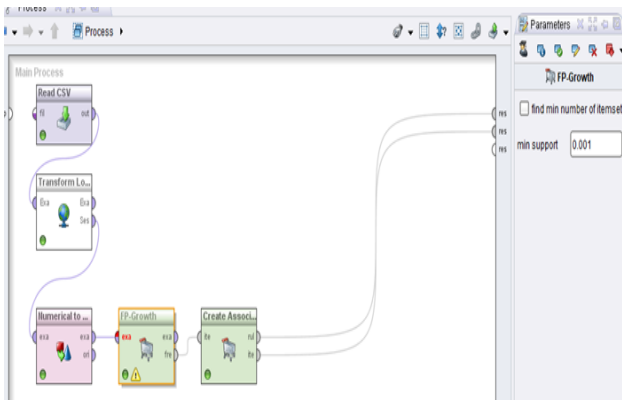 Process
Parameters
Process
FP-Growth
find min number of itemset
min support 0.001
Main Process
Read CSV
fil out
res
res
res
Transform Lo...
Exa Exa
Ses
Numerical to ...
exa exa
ori
FP-Growth
exa exa
fre
Create Associ...
ite rul
ite